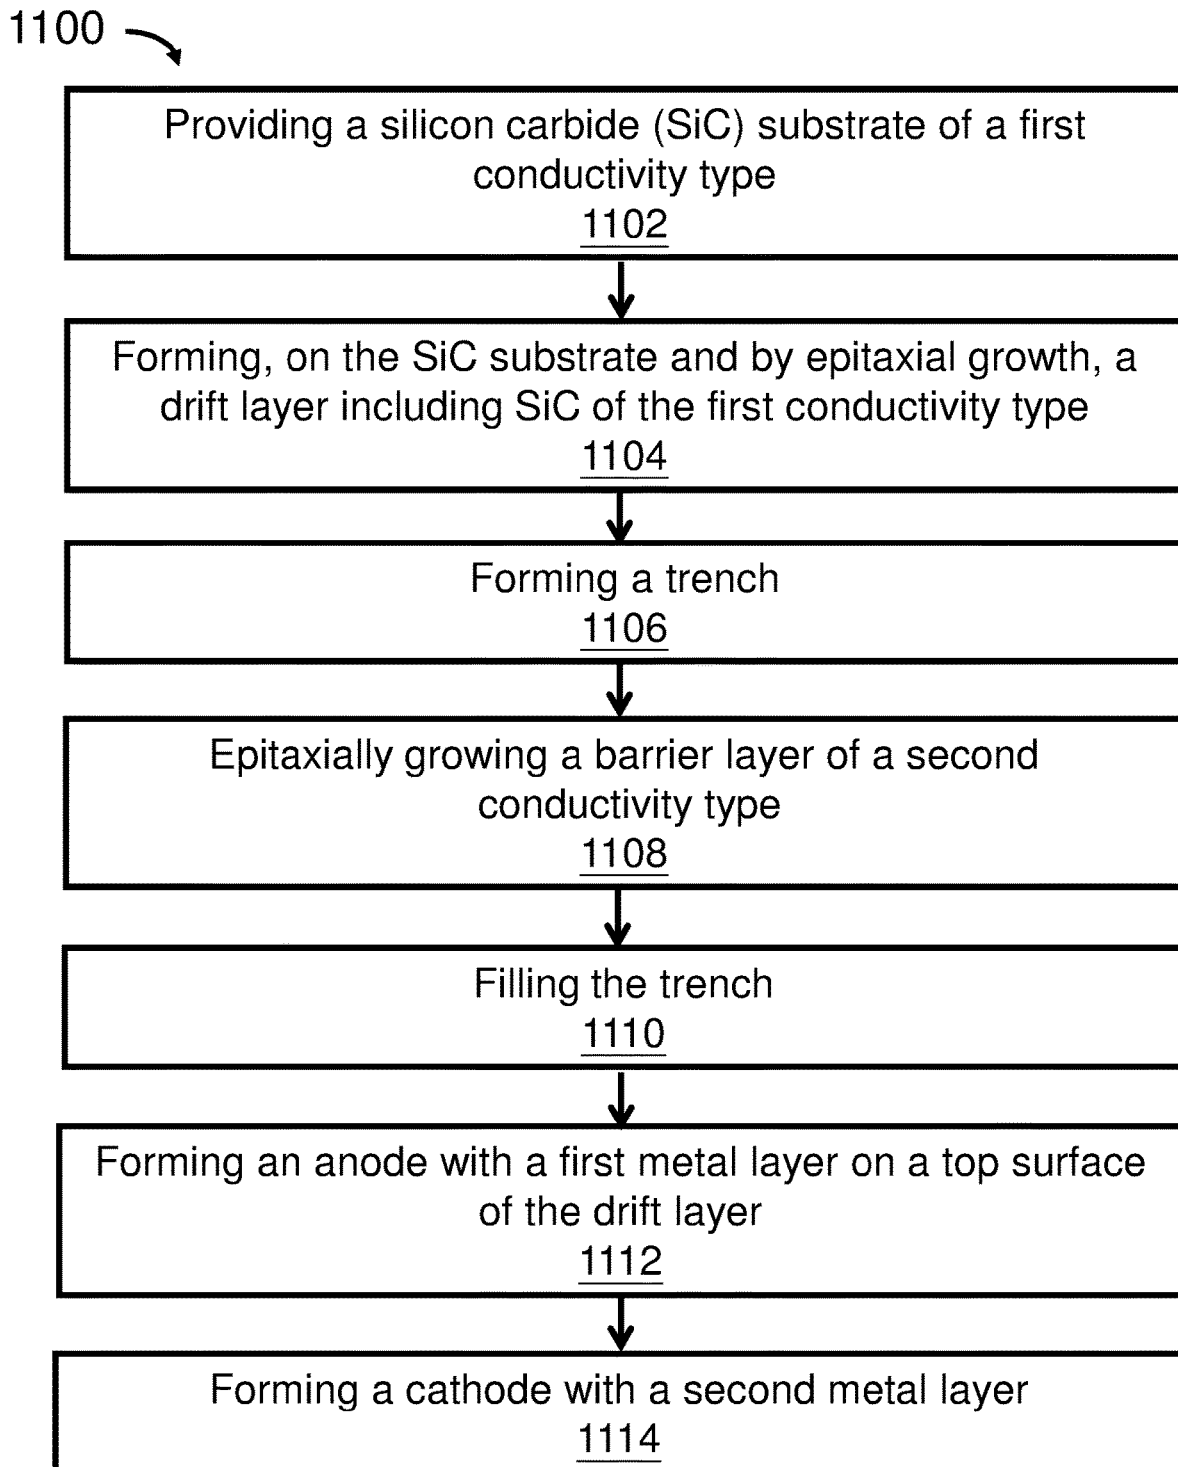 1100
Providing a silicon carbide (SiC) substrate of a first
conductivity type
1102
Forming, on the SiC substrate and by epitaxial growth, a
drift layer including SiC of the first conductivity type
1104
Forming a trench
1106
Epitaxially growing a barrier layer of a second
conductivity type
1108
Filling the trench
1110
Forming an anode with a first metal layer on a top surface
of the drift layer
1112
Forming a cathode with a second metal layer
1114